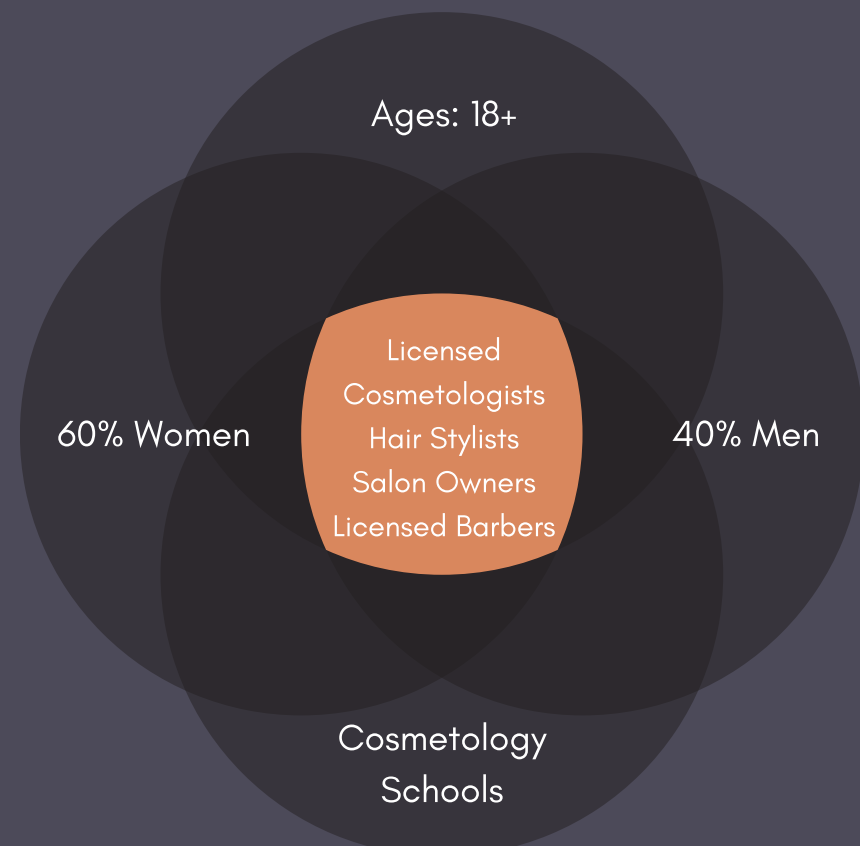 Ages: 18+
Licensed
Cosmetologists
Hair Stylists
Salon Owners
Licensed Barbers
60% Women
40% Men
Cosmetology
Schools